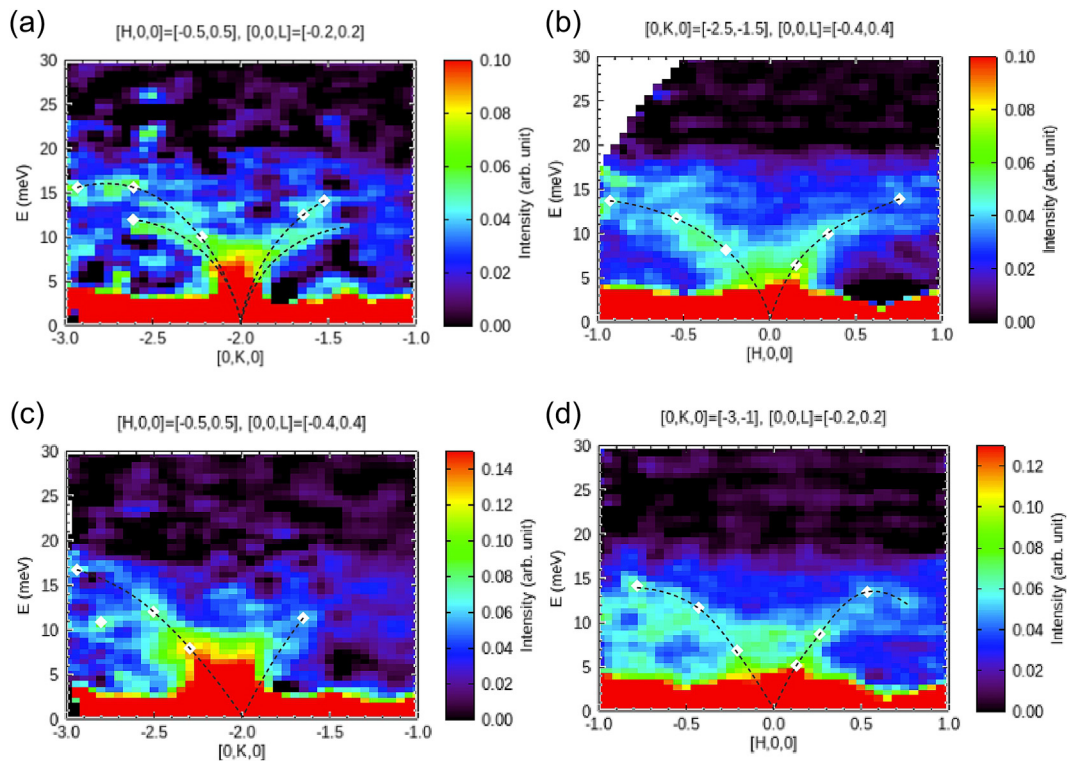 (a)
[H,0,0]=[-0.5,0.5], [0,0,L]=[-0.2,0.2]
30
25
20
15
10
5
0
E (meV)
-3.0 -2.5 -2.0 -1.5 -1.0
[0,K,0]
0.10
0.08
0.06
0.04
0.02
0.00
Intensity (arb. unit)
(b)
[0,K,0]=[-2.5,-1.5], [0,0,L]=[-0.4,0.4]
30
25
20
15
10
5
0
E (meV)
-1.0 -0.5 0.0 0.5 1.0
[H,0,0]
0.10
0.08
0.06
0.04
0.02
0.00
Intensity (arb. unit)
(c)
[H,0,0]=[-0.5,0.5], [0,0,L]=[-0.4,0.4]
30
25
20
15
10
5
0
E (meV)
-3.0 -2.5 -2.0 -1.5 -1.0
[0,K,0]
0.14
0.12
0.10
0.08
0.06
0.04
0.02
0.00
Intensity (arb. unit)
(d)
[0,K,0]=[-3,-1], [0,0,L]=[-0.2,0.2]
30
25
20
15
10
5
0
E (meV)
-1.0 -0.5 0.0 0.5 1.0
[H,0,0]
0.12
0.10
0.08
0.06
0.04
0.02
0.00
Intensity (arb. unit)